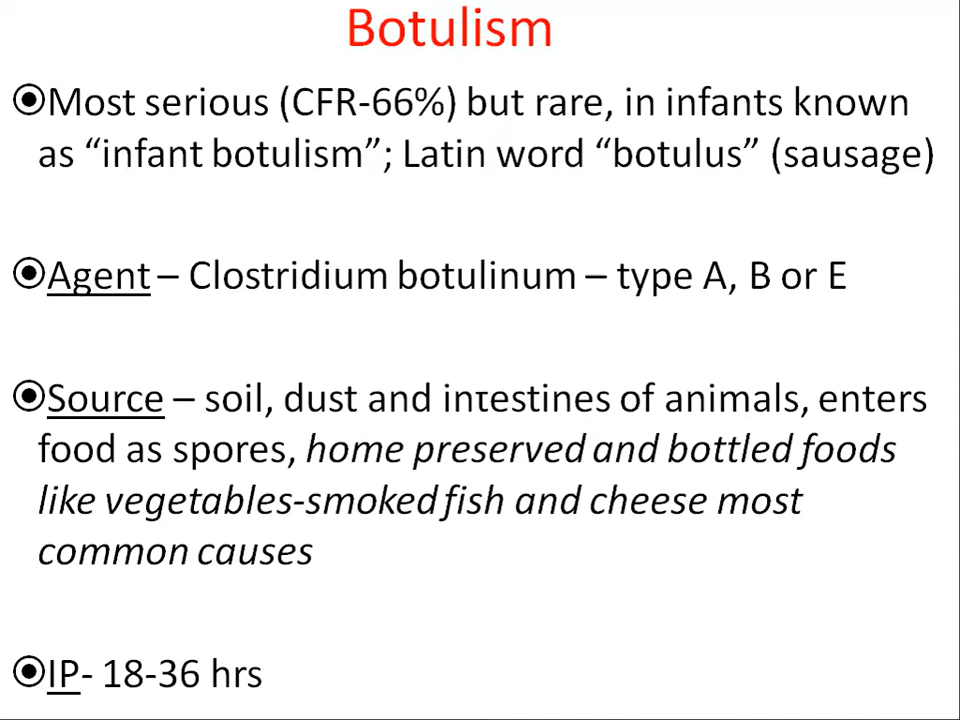 Botulism
Most serious (CFR-66%) but rare, in infants known
as “infant botulism”; Latin word “botulus” (sausage)
Agent – Clostridium botulinum – type A, B or E
Source – soil, dust and intestines of animals, enters
food as spores, home preserved and bottled foods
like vegetables-smoked fish and cheese most
common causes
IP- 18-36 hrs